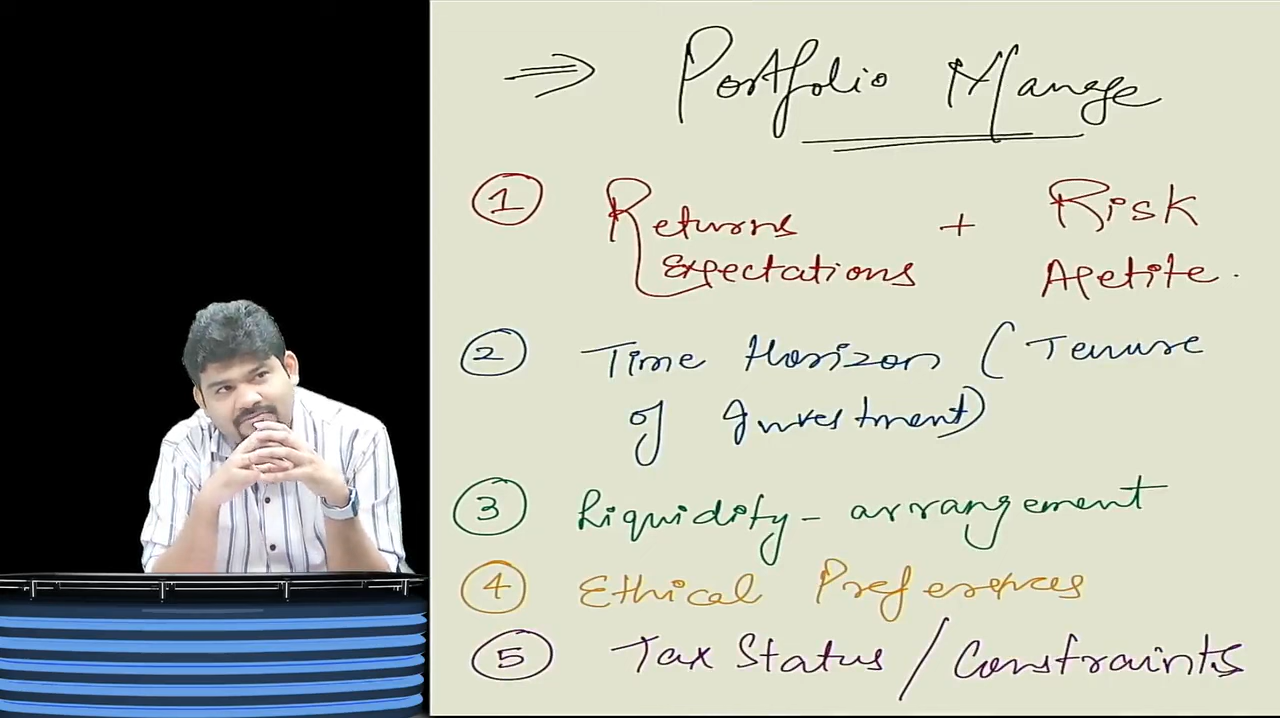 ⇒ Portfolio Manage
① Returns + Risk
Expectations Apetite.
② Time Horizon (Tenure
of Investment)
③ Liquidity - arrangement
④ Ethical Preferences
⑤ Tax Status / Constraints